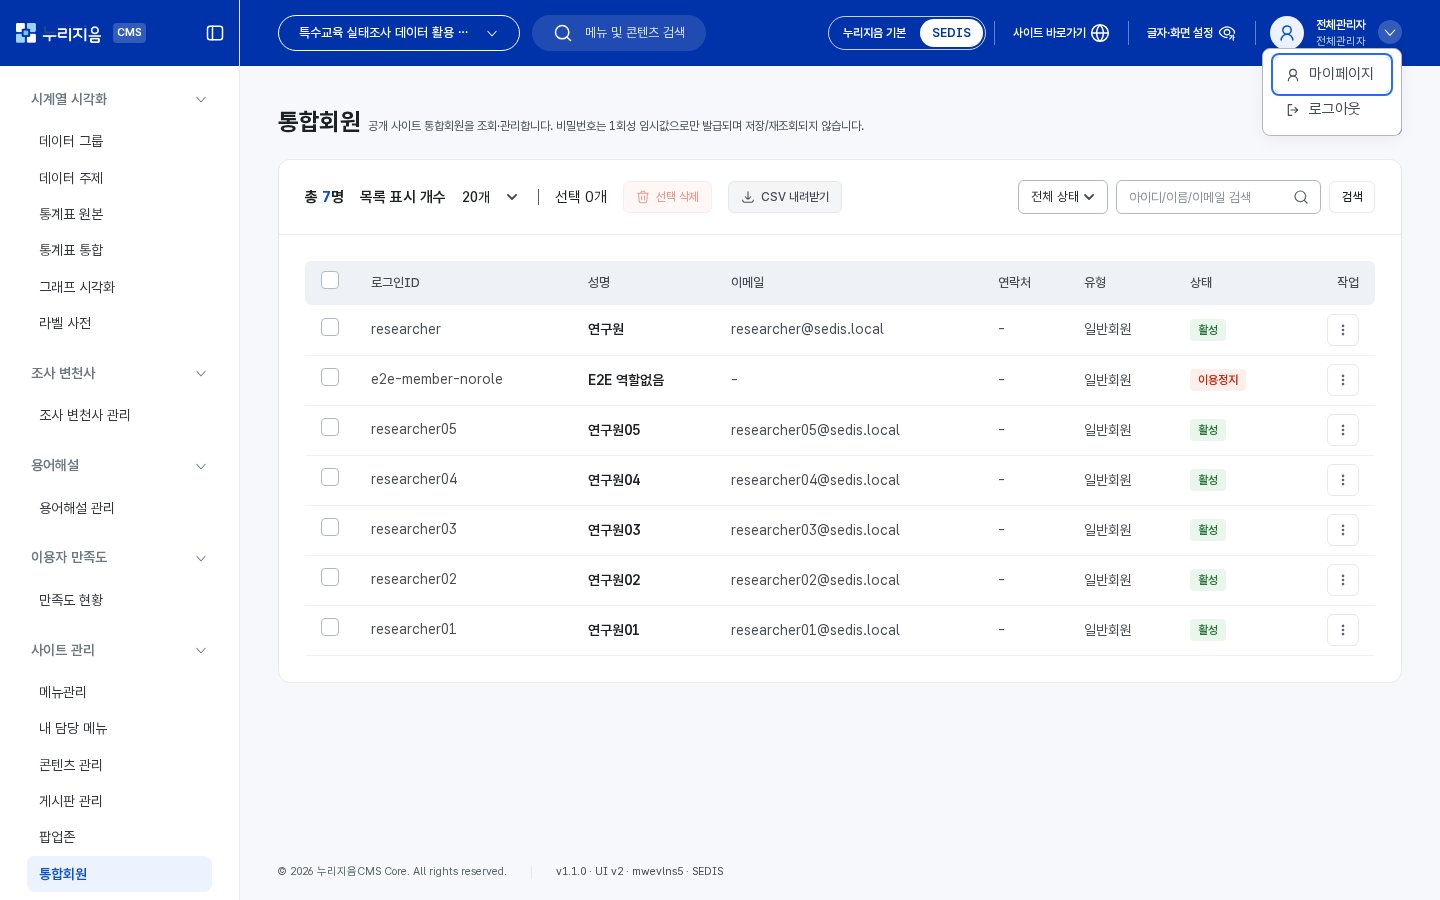 누리지음 CMS
특수교육 실태조사 데이터 활용 ···
메뉴 및 콘텐츠 검색
누리지음 기본 SEDIS
사이트 바로가기
글자·화면 설정
전체관리자
전체관리자
마이페이지
로그아웃
시계열 시각화
데이터 그룹
데이터 주제
통계표 원본
통계표 통합
그래프 시각화
라벨 사전
조사 변천사
조사 변천사 관리
용어해설
용어해설 관리
이용자 만족도
만족도 현황
사이트 관리
메뉴관리
내 담당 메뉴
콘텐츠 관리
게시판 관리
팝업존
통합회원
통합회원 공개 사이트 통합회원을 조회·관리합니다. 비밀번호는 1회성 임시값으로만 발급되며 저장/재조회되지 않습니다.
총 7명 목록 표시 개수 20개 선택 0개 선택 삭제 CSV 내려받기 전체 상태 아이디/이름/이메일 검색 검색
로그인ID 성명 이메일 연락처 유형 상태 작업
researcher 연구원 researcher@sedis.local - 일반회원 활성
e2e-member-norole E2E 역할없음 - - 일반회원 이용정지
researcher05 연구원05 researcher05@sedis.local - 일반회원 활성
researcher04 연구원04 researcher04@sedis.local - 일반회원 활성
researcher03 연구원03 researcher03@sedis.local - 일반회원 활성
researcher02 연구원02 researcher02@sedis.local - 일반회원 활성
researcher01 연구원01 researcher01@sedis.local - 일반회원 활성
© 2026 누리지음CMS Core. All rights reserved. v1.1.0 · UI v2 · mwevlns5 · SEDIS